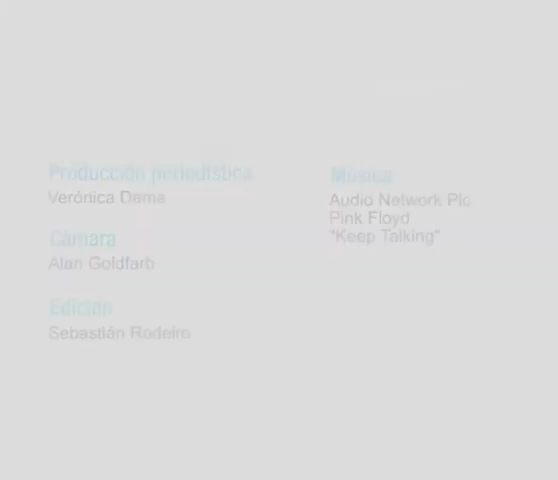 Producción periodística
Verónica Dema
Cámara
Alan Goldfarb
Edición
Sebastián Rodeiro
Música
Audio Network Plc
Pink Floyd
"Keep Talking"